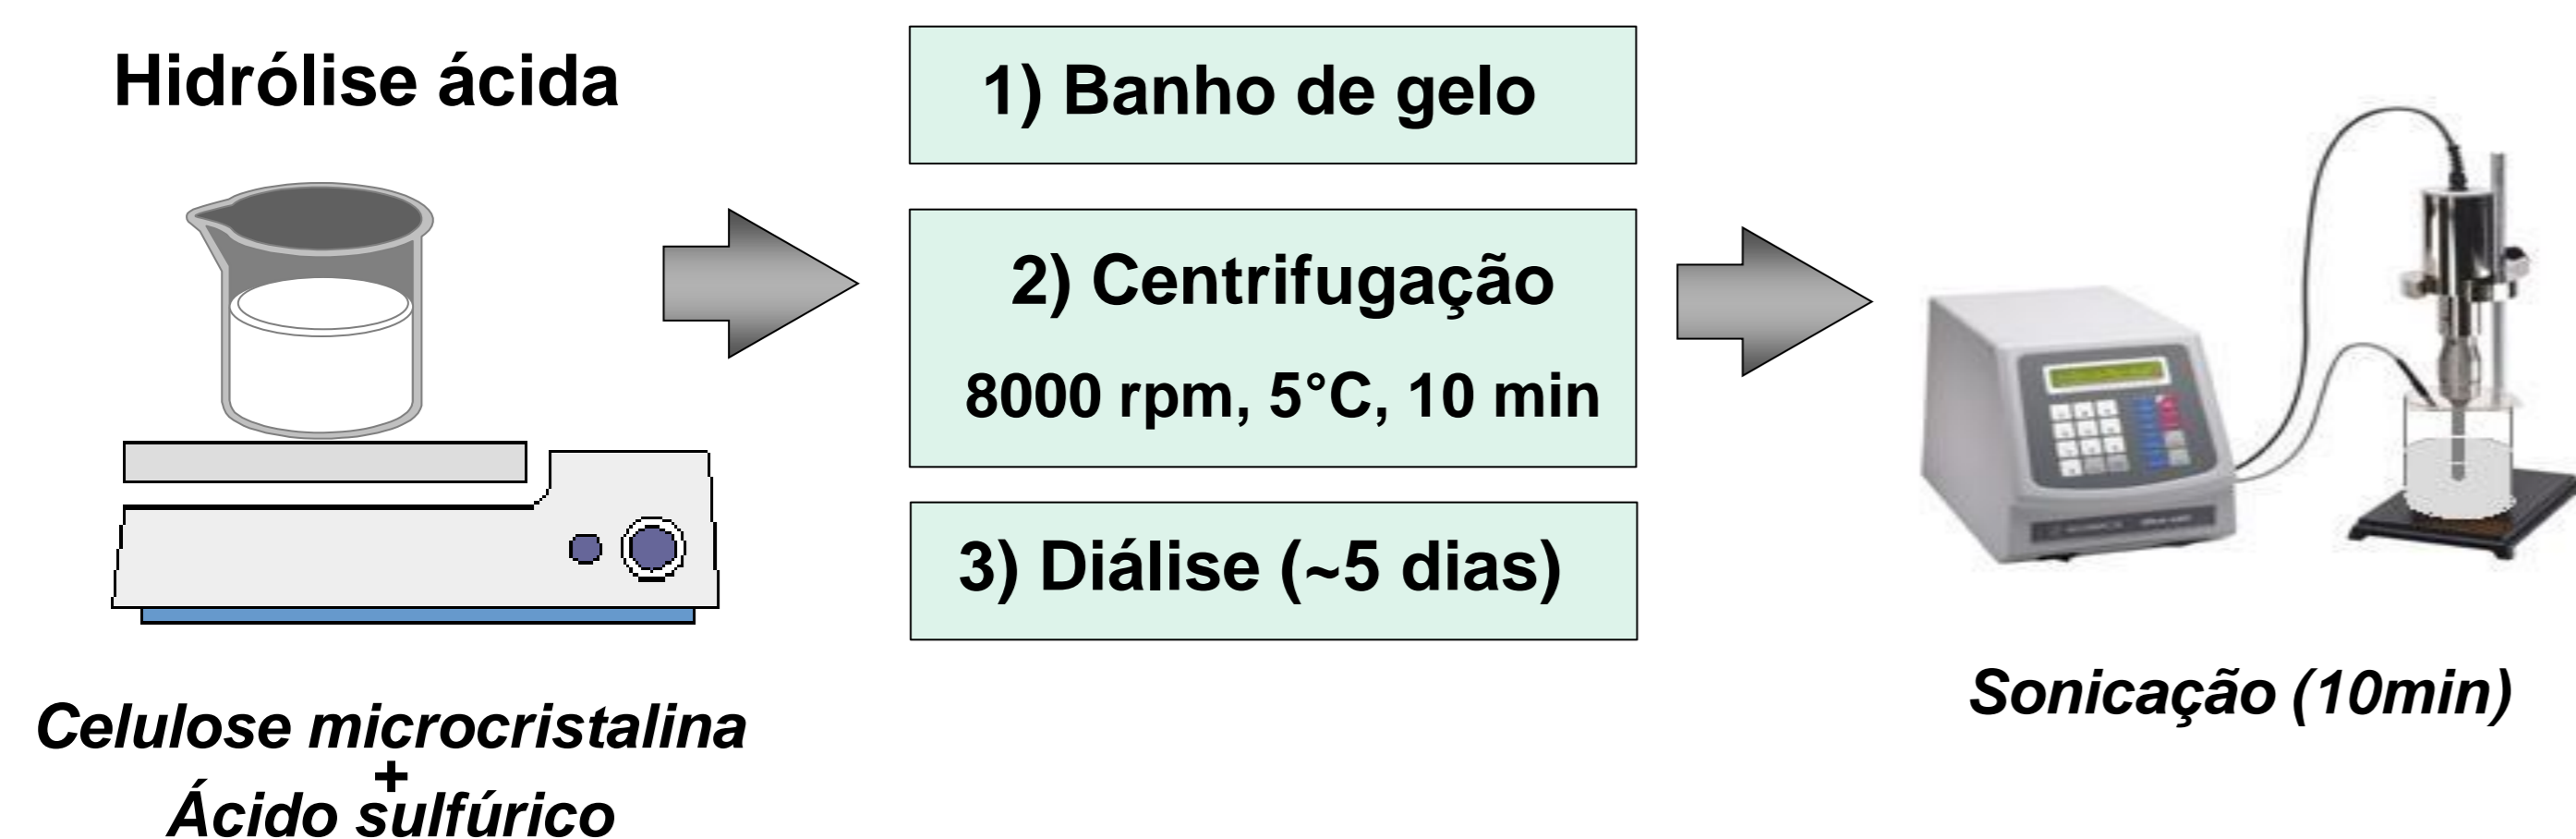 Hidrólise ácida
Celulose microcristalina
+
Ácido sulfúrico
1) Banho de gelo
2) Centrifugação
8000 rpm, 5°C, 10 min
3) Diálise (~5 dias)
Sonicação (10min)